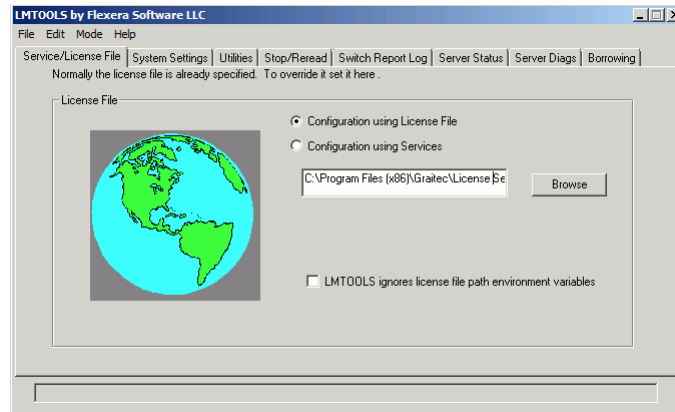 LMTOOLS by Flexera Software LLC
File Edit Mode Help
Service/License File System Settings Utilities Stop/Reread Switch Report Log Server Status Server Diags Borrowing
Normally the license file is already specified. To override it set it here .
License File
Configuration using License File
Configuration using Services
C:\Program Files (x86)\Graitec\License Se
Browse
LMTOOLS ignores license file path environment variables